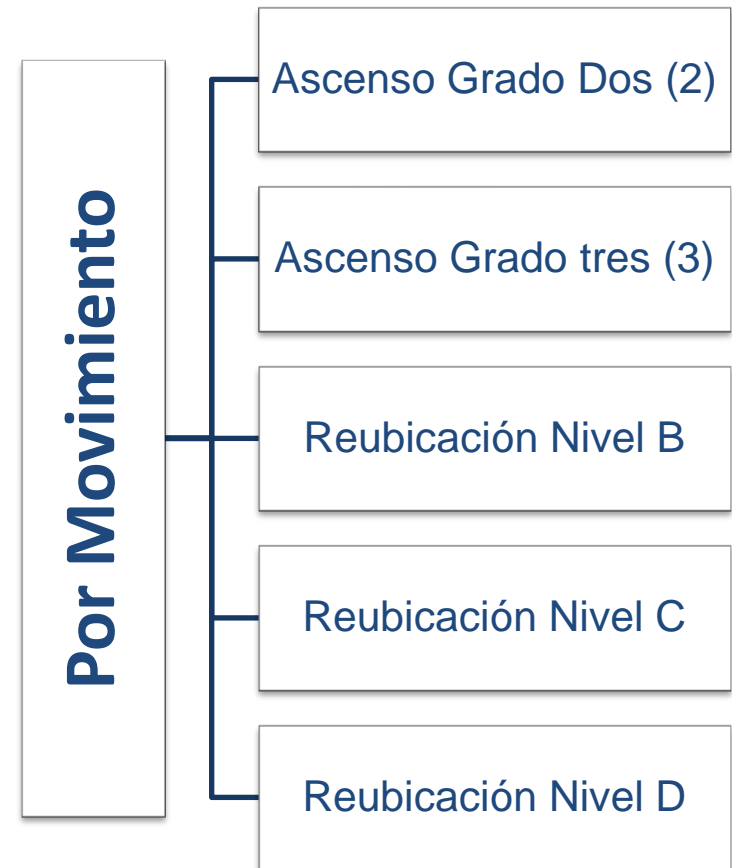 Por Movimiento
Ascenso Grado Dos (2)
Ascenso Grado tres (3)
Reubicación Nivel B
Reubicación Nivel C
Reubicación Nivel D